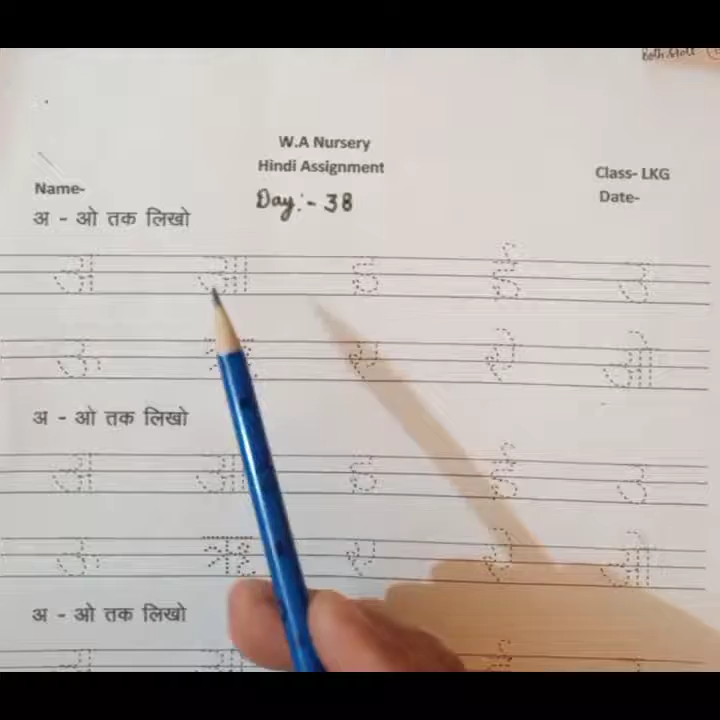 W.A Nursery
Hindi Assignment
Class- LKG
Name-
Day:- 38
Date-
अ - ओ तक लिखो
अ आ इ ई उ
ऊ ऋ ए ऐ ओ
अ - ओ तक लिखो
अ आ इ ई उ
ऊ ऋ ए ऐ ओ
अ - ओ तक लिखो